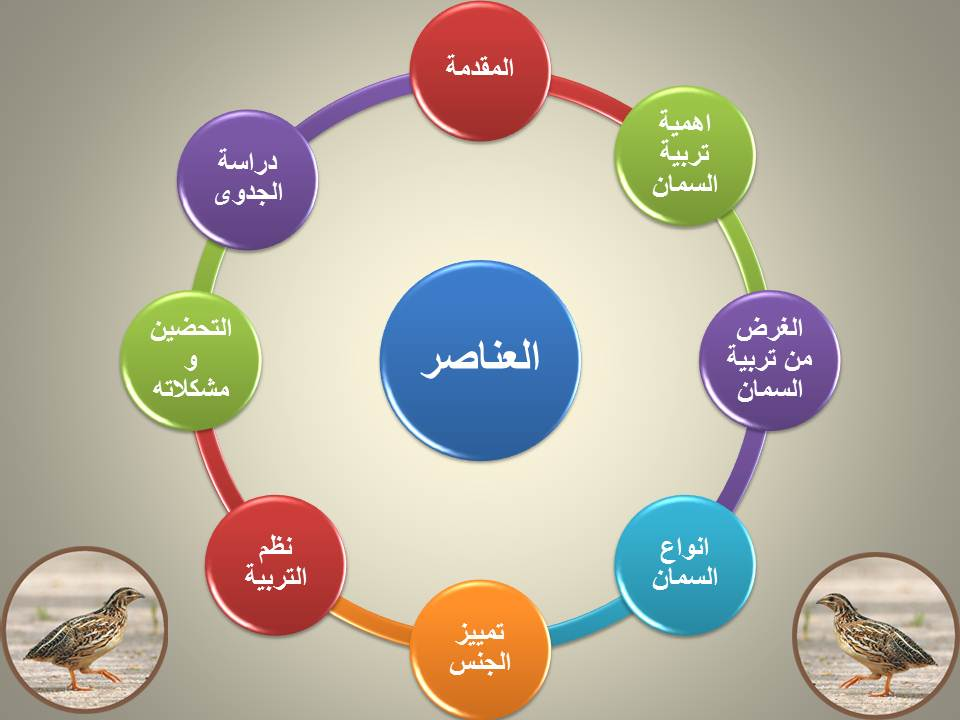 المقدمة
اهمية
تربية
السمان
الغرض
من تربية
السمان
انواع
السمان
تمييز
الجنس
نظم
التربية
التحضين
و
مشكلاته
دراسة
الجدوى
العناصر